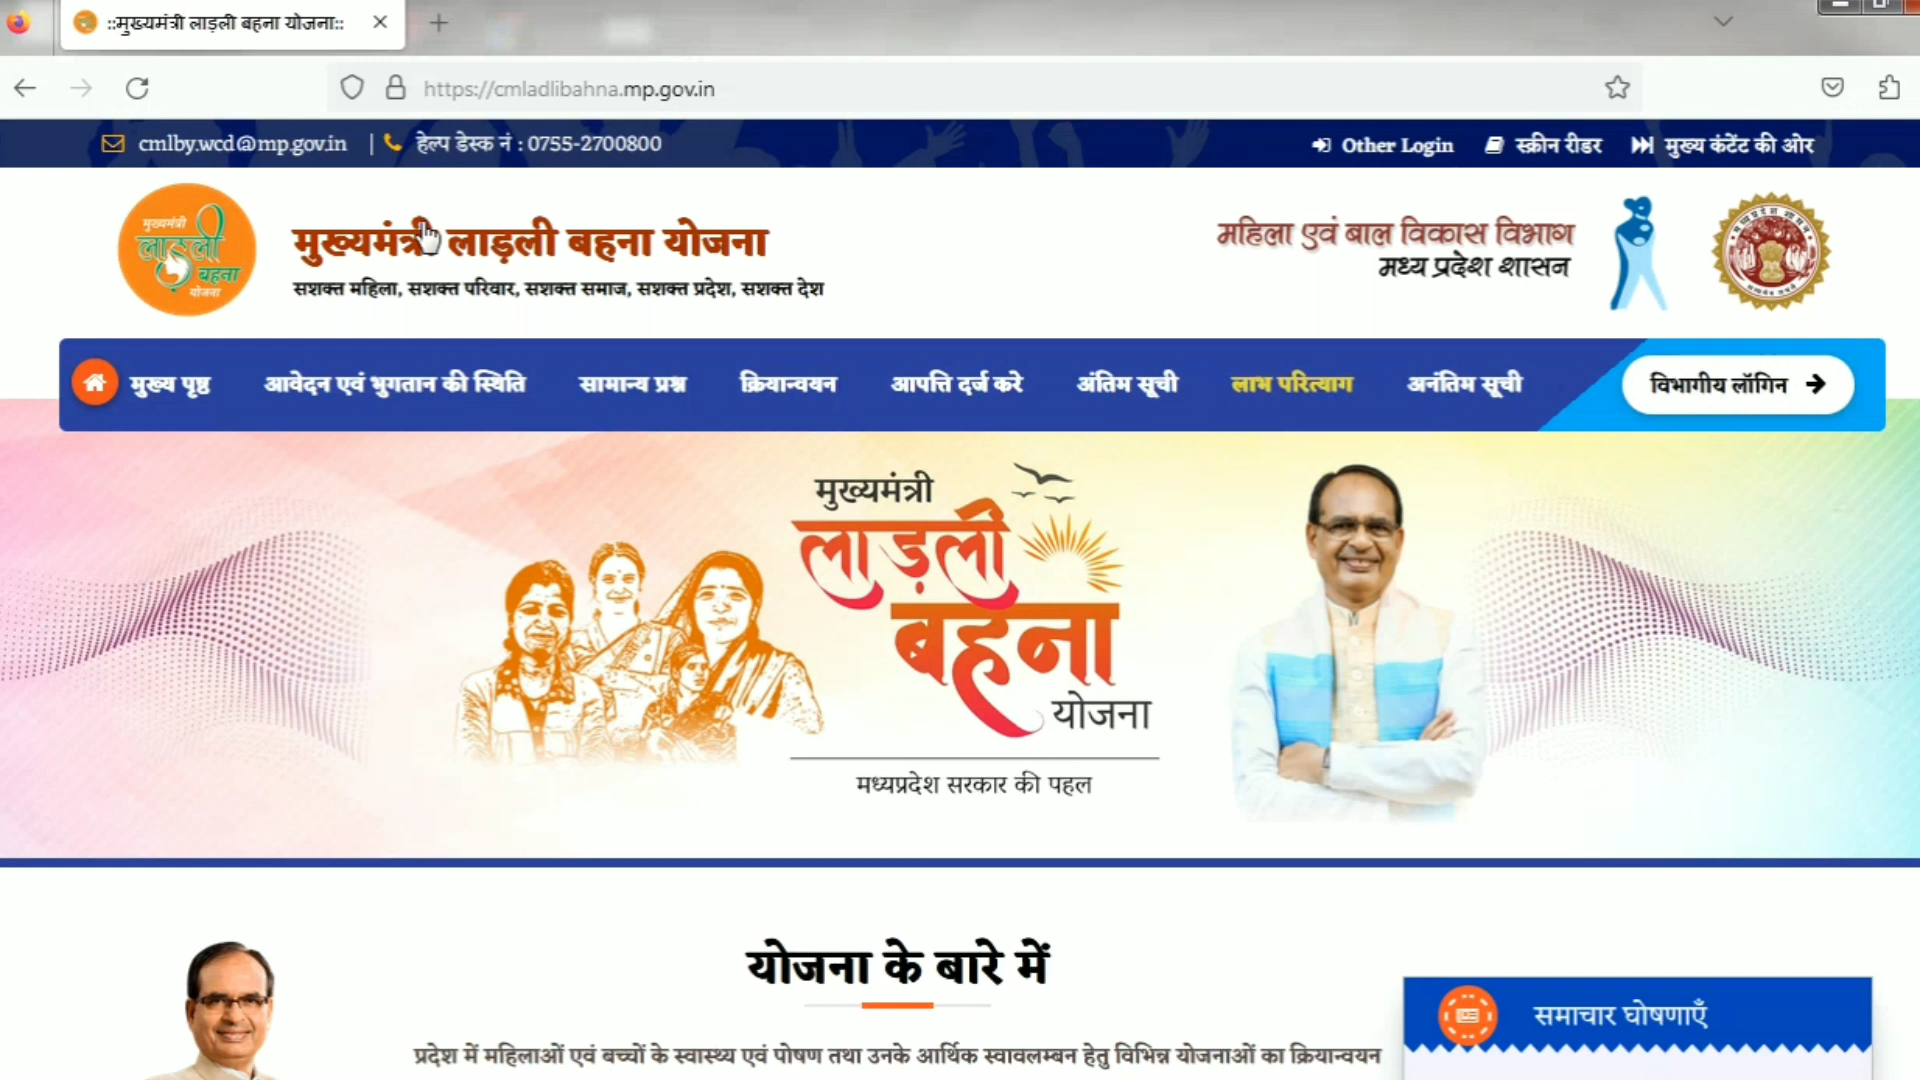 ::मुख्यमंत्री लाड़ली बहना योजना::
https://cmladlibahna.mp.gov.in
cmlby.wcd@mp.gov.in | हेल्प डेस्क नं : 0755-2700800
Other Login स्क्रीन रीडर मुख्य कंटेंट की ओर
मुख्यमंत्री
लाड़ली
बहना
योजना
मुख्यमंत्री लाड़ली बहना योजना
सशक्त महिला, सशक्त परिवार, सशक्त समाज, सशक्त प्रदेश, सशक्त देश
महिला एवं बाल विकास विभाग
मध्य प्रदेश शासन
मुख्य पृष्ठ आवेदन एवं भुगतान की स्थिति सामान्य प्रश्न क्रियान्वयन आपत्ति दर्ज करे अंतिम सूची लाभ परित्याग अनंतिम सूची विभागीय लॉगिन
मुख्यमंत्री
लाड़ली
बहना
योजना
मध्यप्रदेश सरकार की पहल
योजना के बारे में
समाचार घोषणाएँ
प्रदेश में महिलाओं एवं बच्चों के स्वास्थ्य एवं पोषण तथा उनके आर्थिक स्वावलम्बन हेतु विभिन्न योजनाओं का क्रियान्वयन